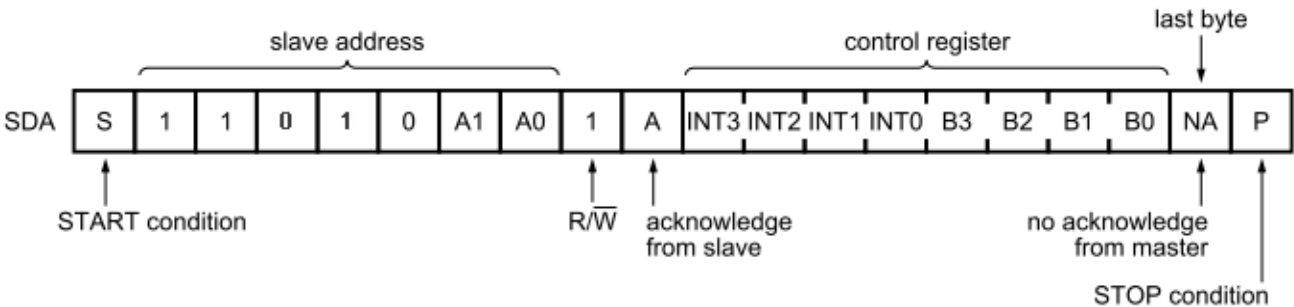 last byte
slave address control register
SDA S 1 1 0 1 0 A1 A0 1 A INT3 INT2 INT1 INT0 B3 B2 B1 B0 NA P
START condition R/W̅ acknowledge from slave no acknowledge from master
STOP condition